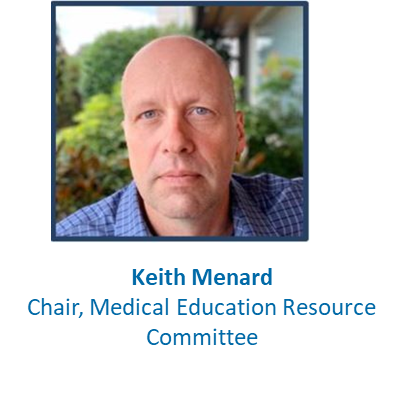 Keith Menard
Chair, Medical Education Resource
Committee